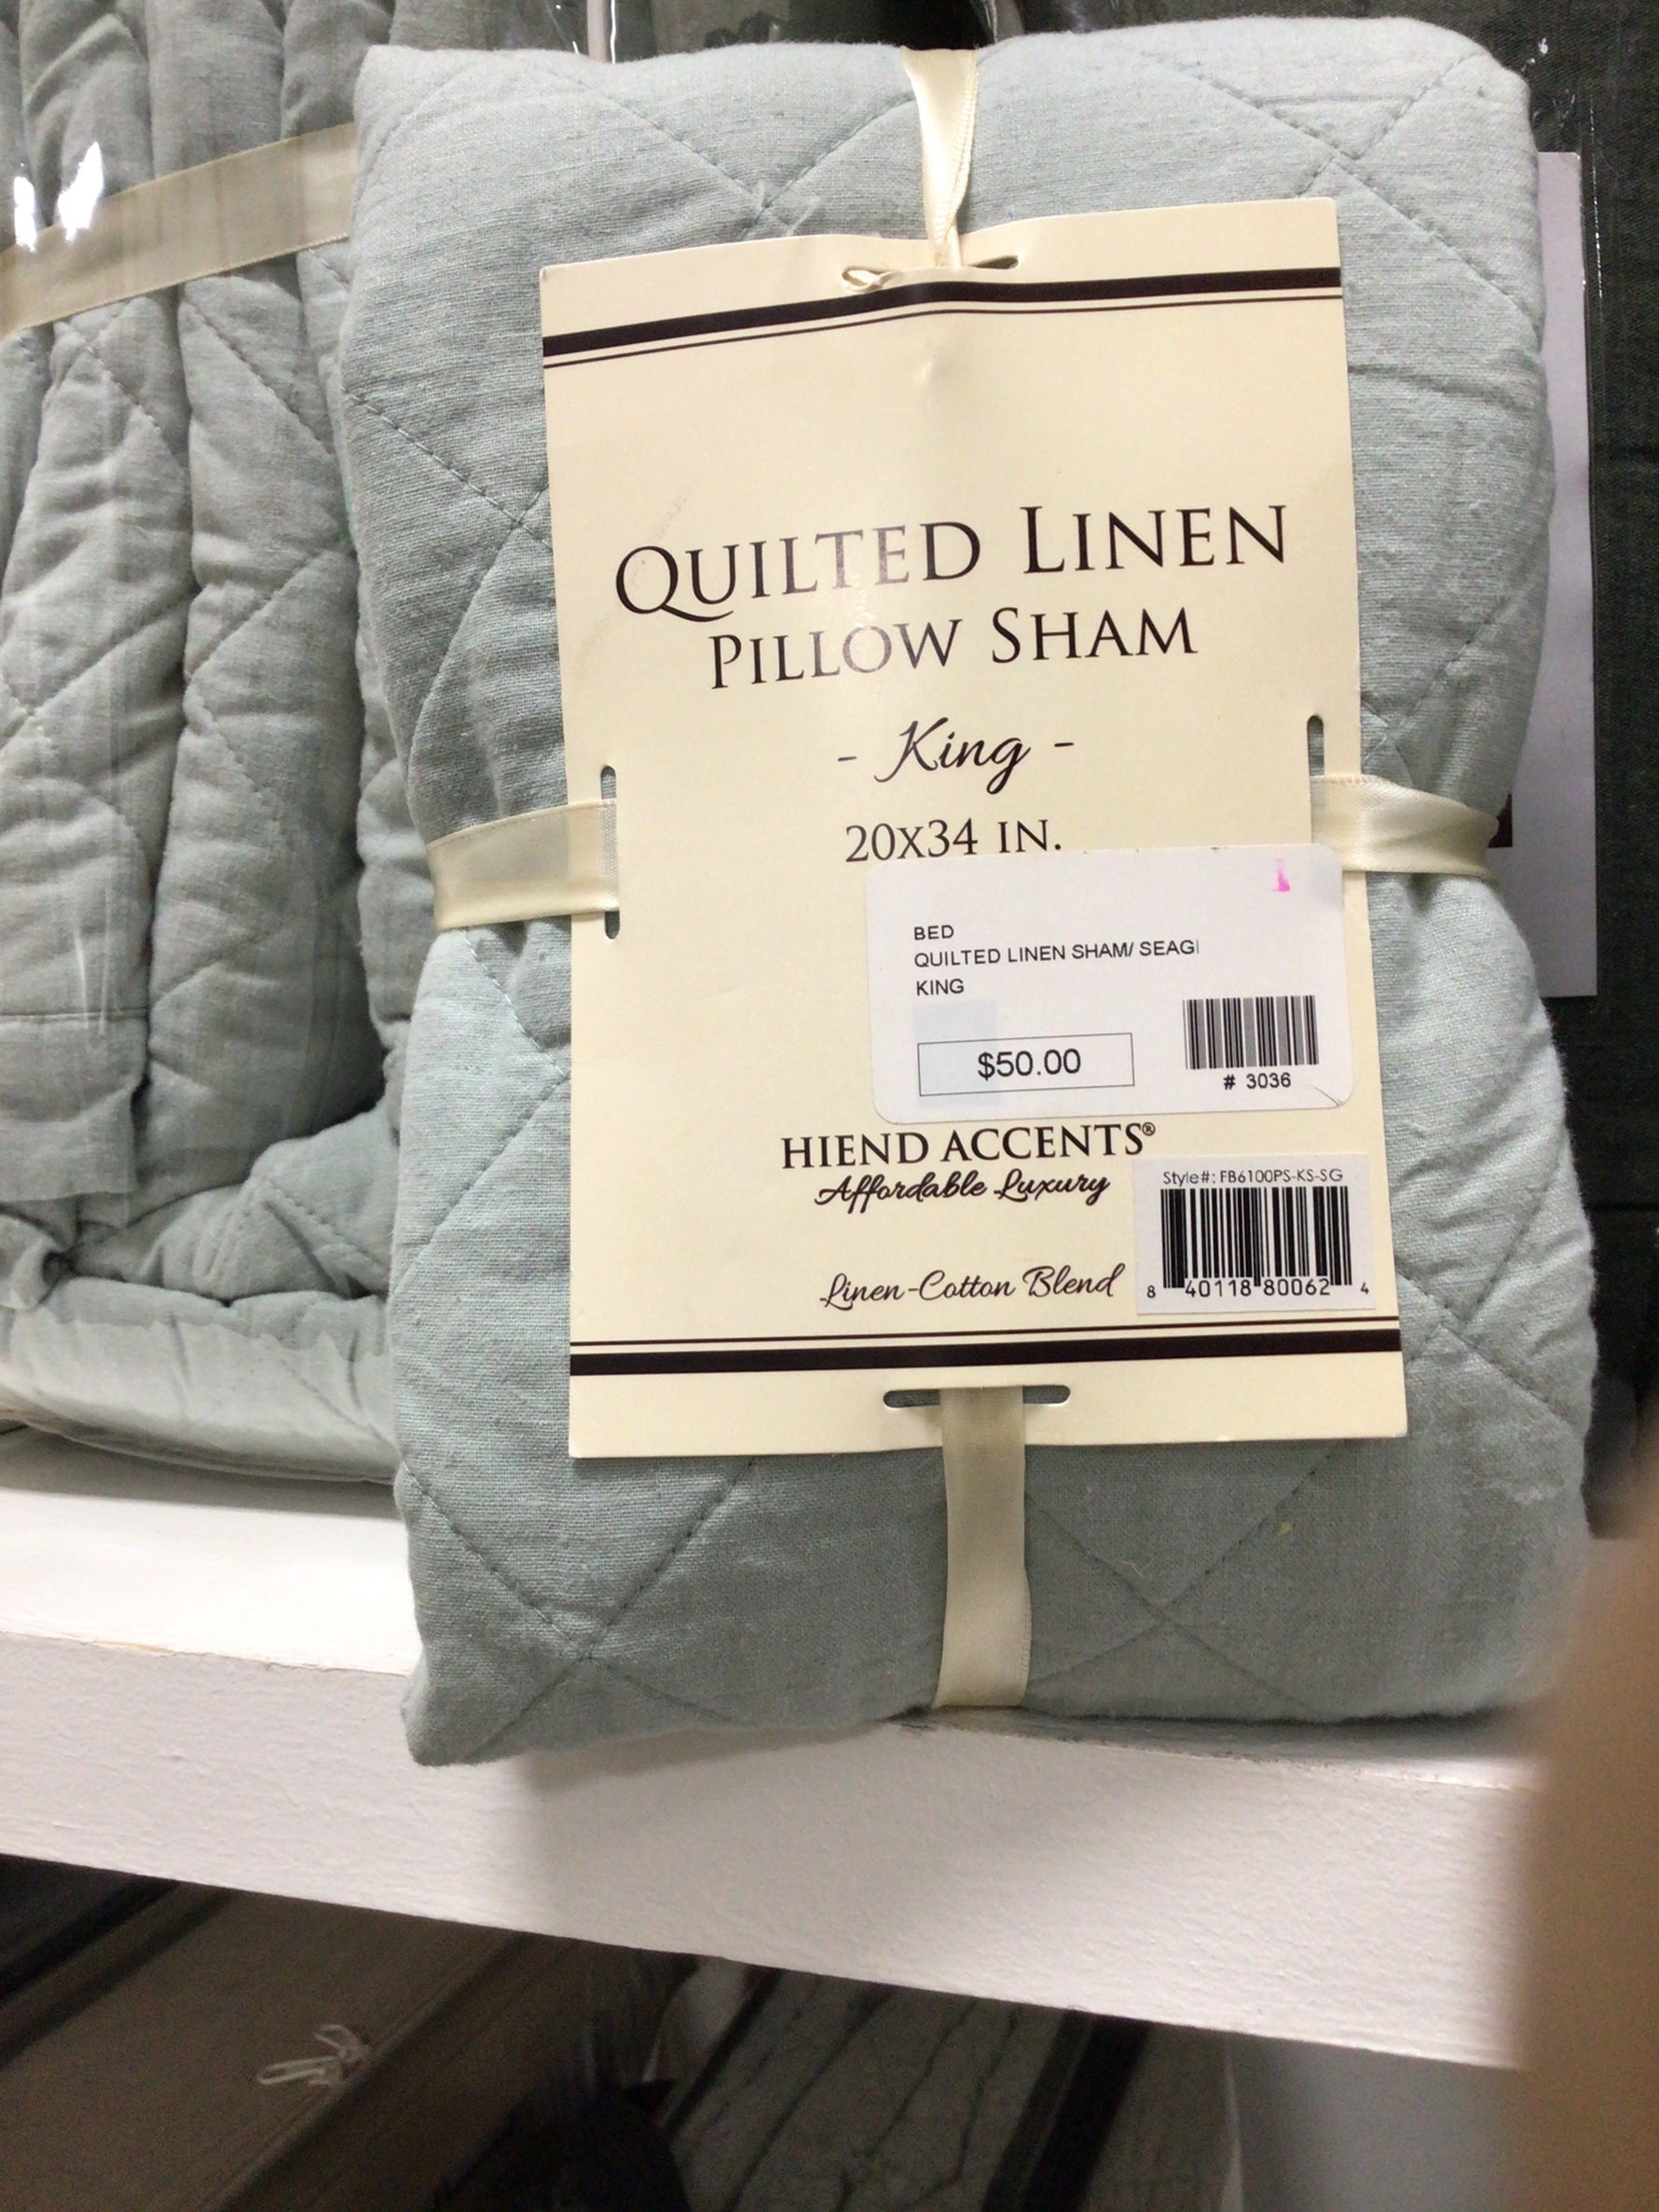 QUILTED LINEN
PILLOW SHAM
- King -
20X34 IN.
BED
QUILTED LINEN SHAM/ SEAG
KING
$50.00
# 3036
HIEND ACCENTS®
Affordable Luxury
Style#: FB6100PS-KS-SG
Linen-Cotton Blend
8 40118 80062 4